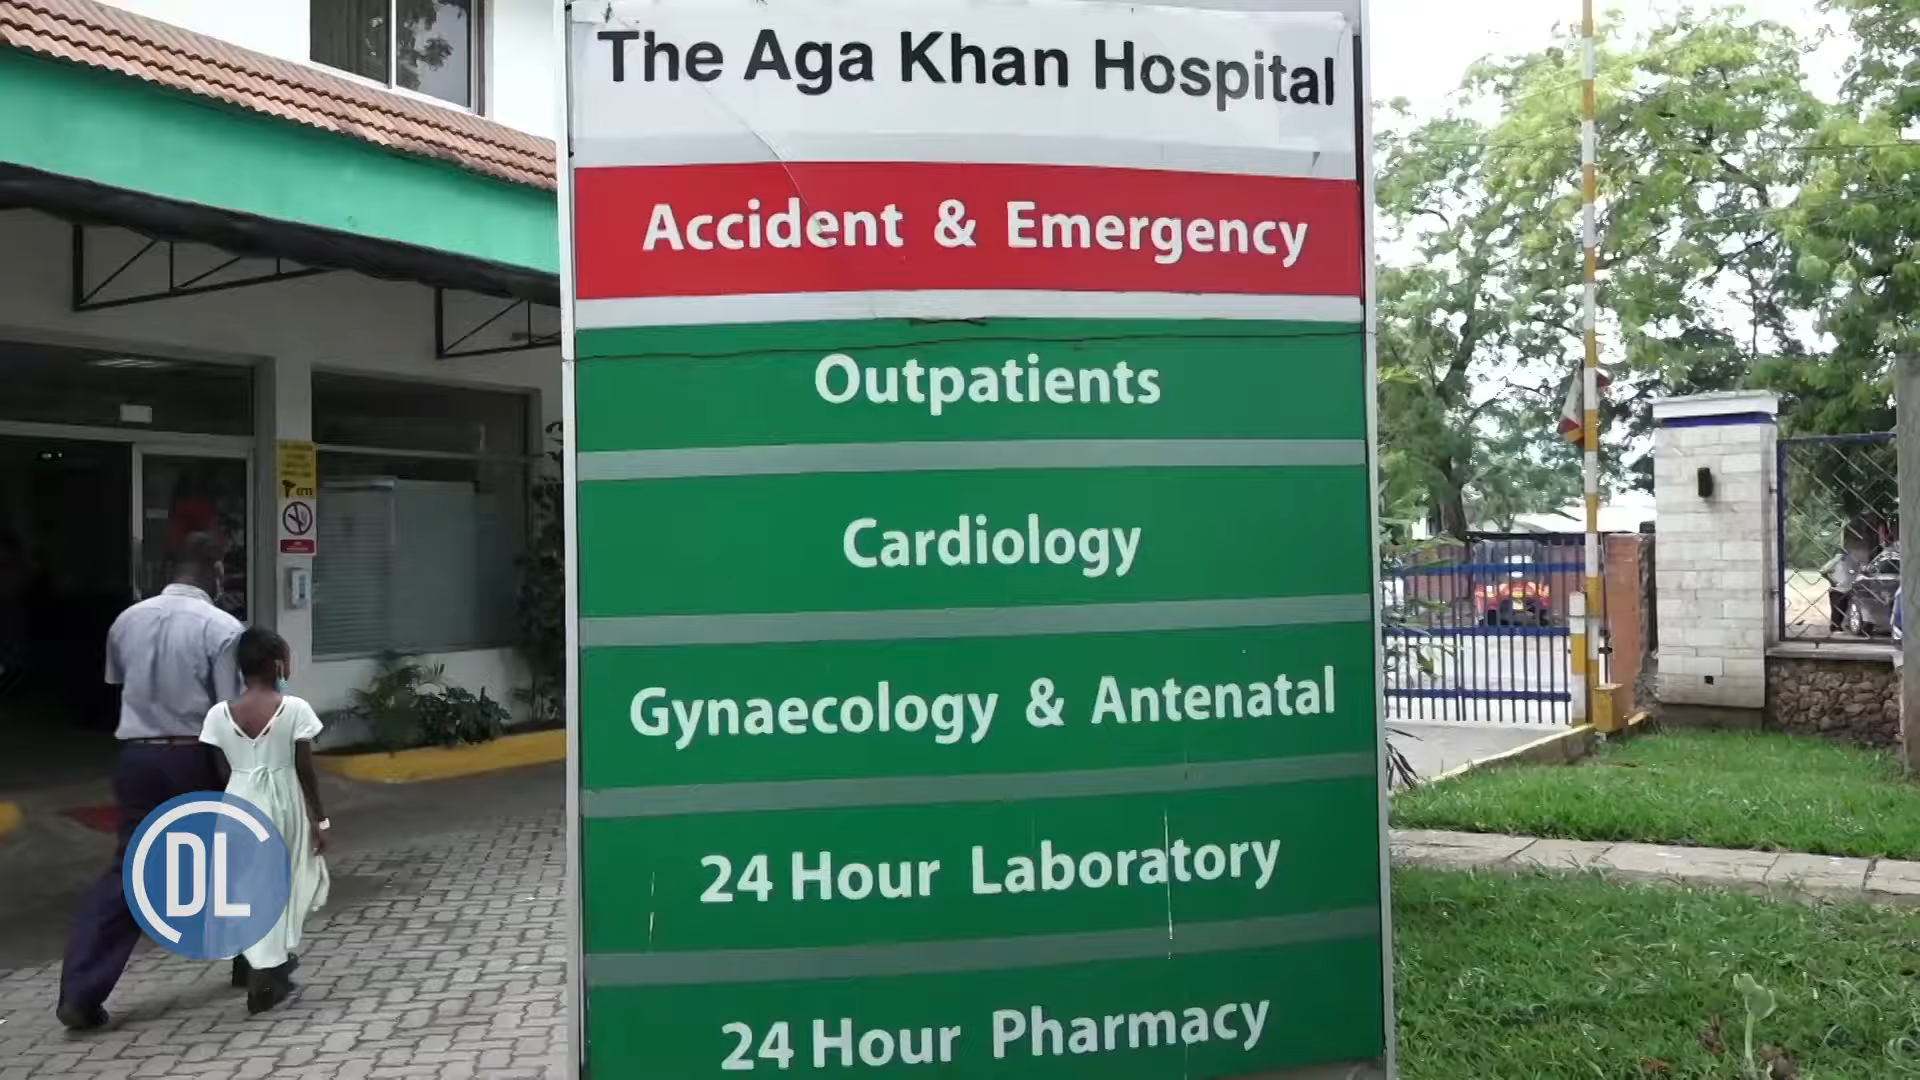 The Aga Khan Hospital
Accident & Emergency
Outpatients
Cardiology
Gynaecology & Antenatal
24 Hour Laboratory
24 Hour Pharmacy
DL